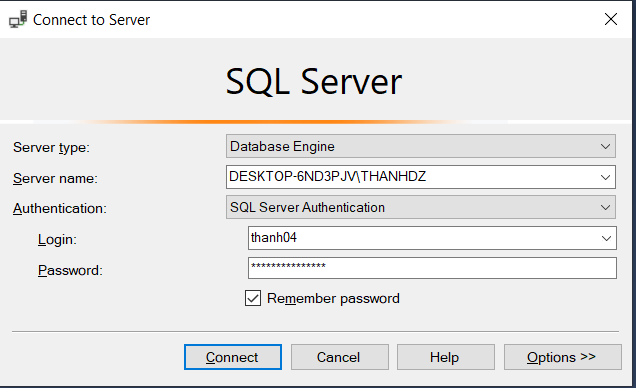 Connect to Server
SQL Server
Server type: Database Engine
Server name: DESKTOP-6ND3PJV\THANHDZ
Authentication: SQL Server Authentication
Login: thanh04
Password: ***************
Remember password
Connect Cancel Help Options >>